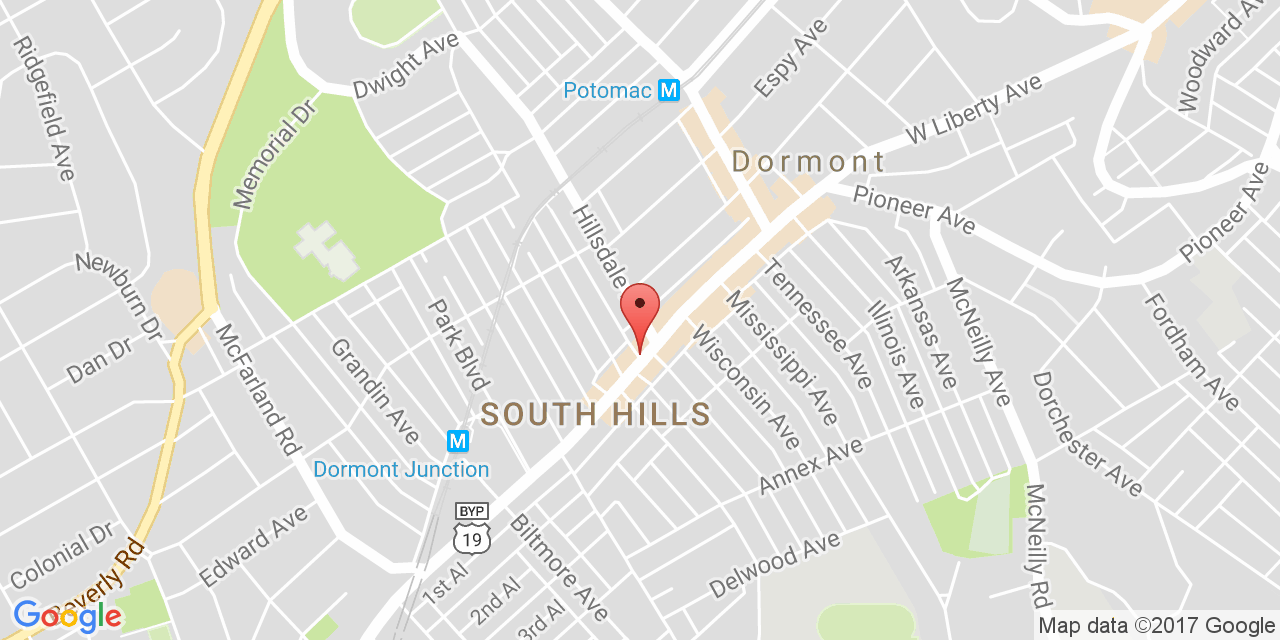 Ridgefield Ave
Dwight Ave
Memorial Dr
Potomac
M
Espy Ave
Woodward Av
W Liberty Ave
Dormont
Pioneer Ave
Pioneer Ave
Hillsdale
Newburn Dr
Dan Dr
McFarland Rd
Grandin Ave
Park Blvd
Tennessee Ave
Mississippi Ave
Wisconsin Ave
Arkansas Ave
Illinois Ave
McNeilly Ave
Fordham Ave
Dorchester Ave
SOUTH HILLS
M
Dormont Junction
Annex Ave
BYP
19
Biltmore Ave
McNeilly Rd
Delwood Ave
Colonial Dr
Edward Ave
Beverly Rd
1st Al
2nd Al
3rd Al
Google
Map data ©2017 Google